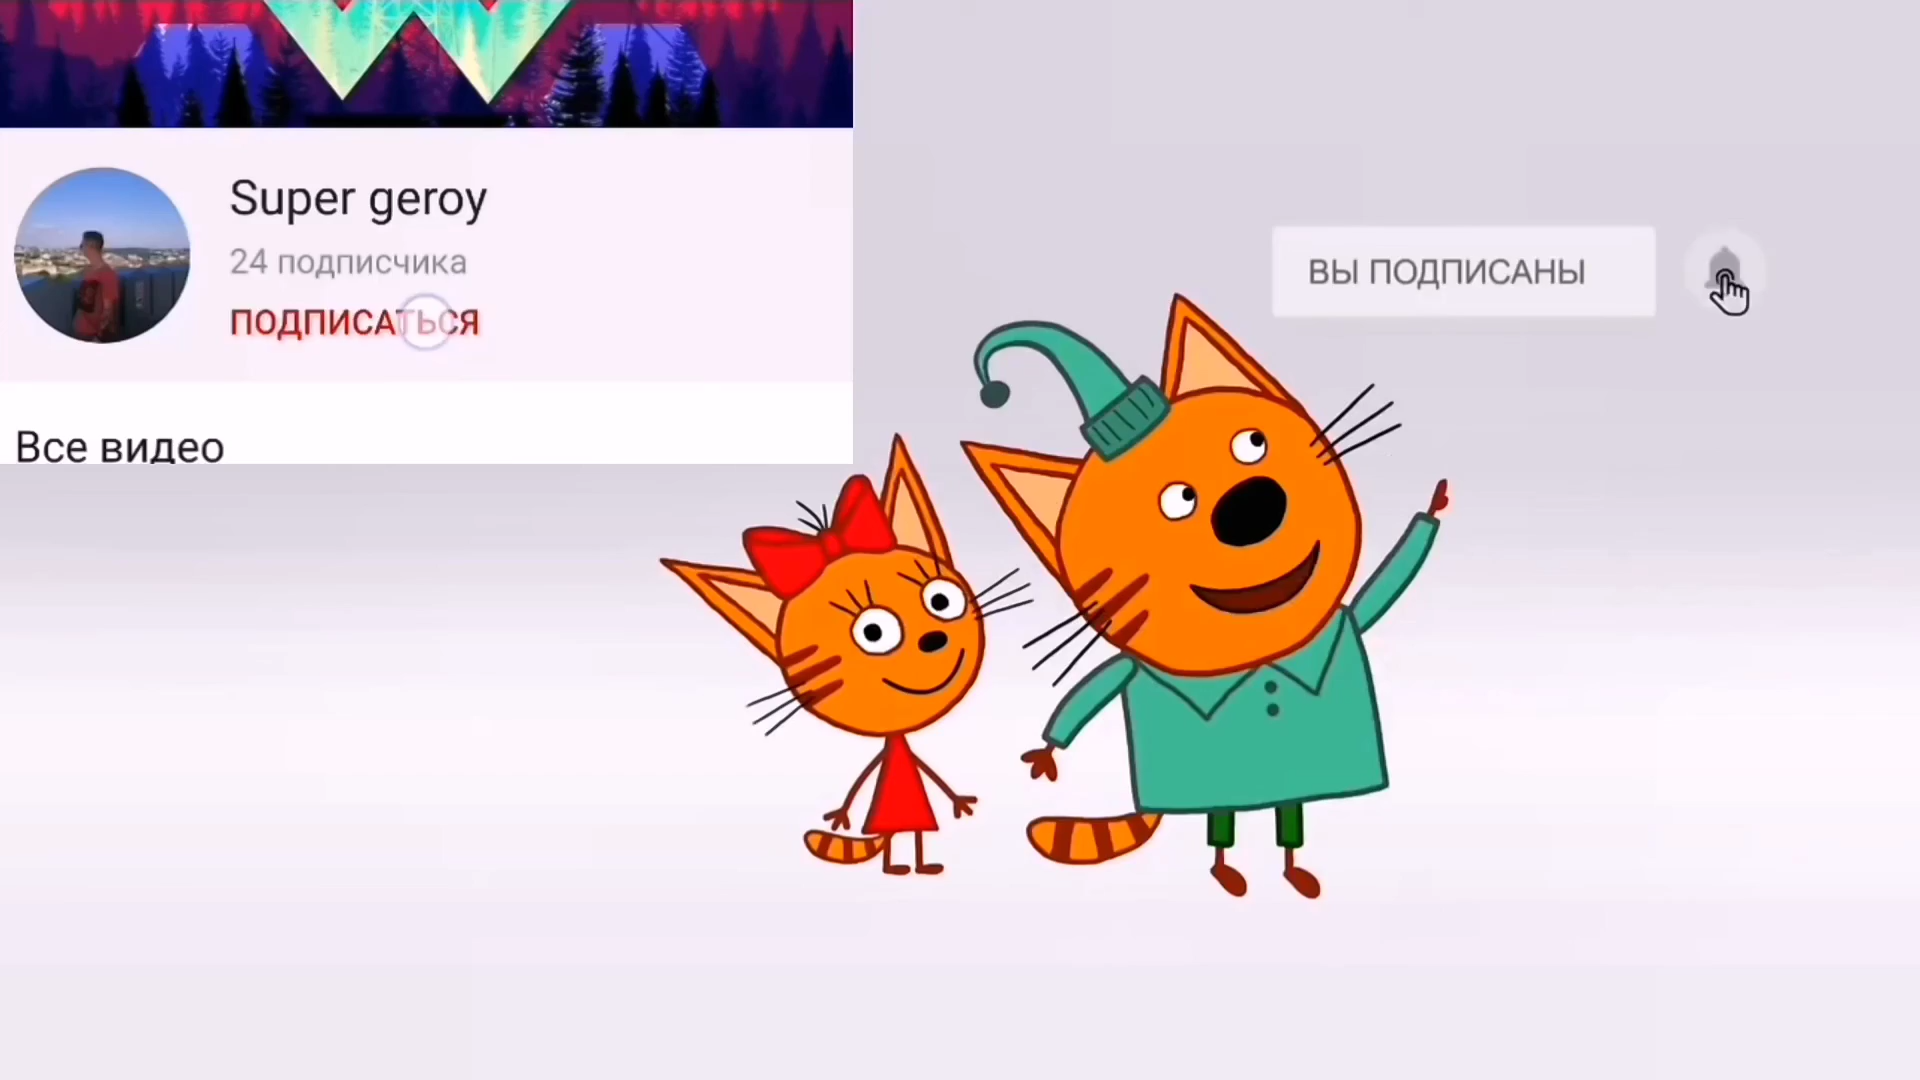 Super geroy
24 подписчика
ПОДПИСАТЬСЯ
Все видео
ВЫ ПОДПИСАНЫ